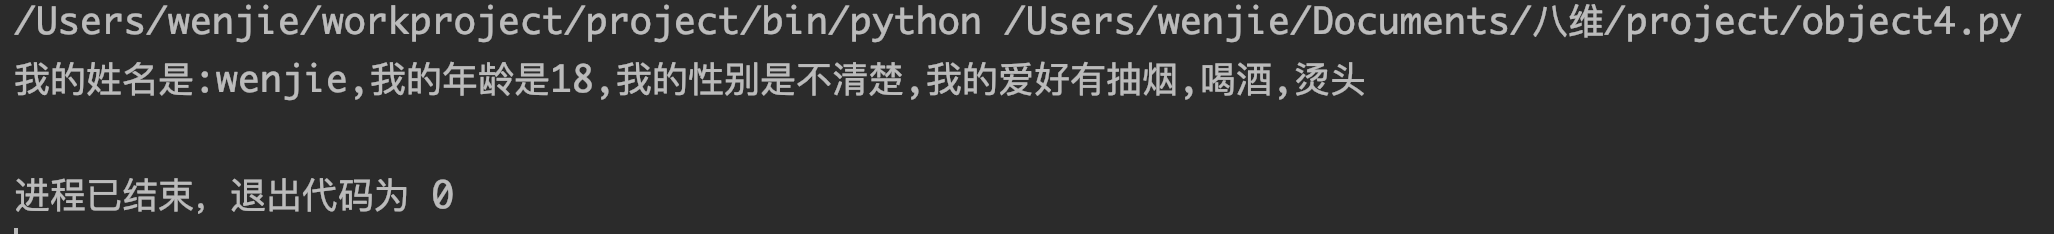 /Users/wenjie/workproject/project/bin/python /Users/wenjie/Documents/八维/project/object4.py
我的姓名是:wenjie,我的年龄是18,我的性别是不清楚,我的爱好有抽烟,喝酒,烫头
进程已结束，退出代码为 0